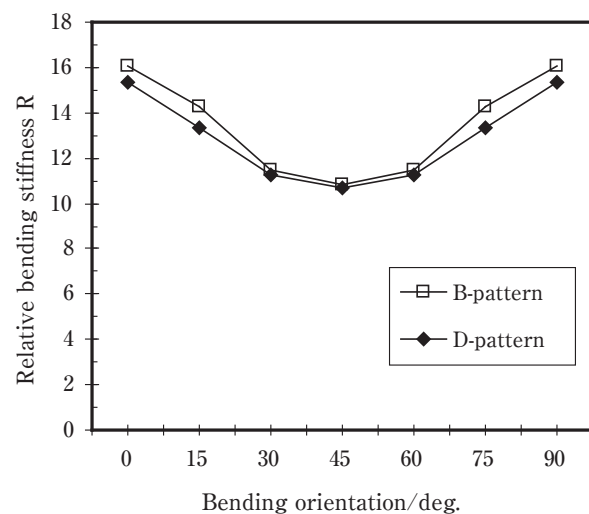 Relative bending stiffness R
18
16
14
12
10
8
6
4
2
0
0 15 30 45 60 75 90
Bending orientation/deg.
B-pattern
D-pattern